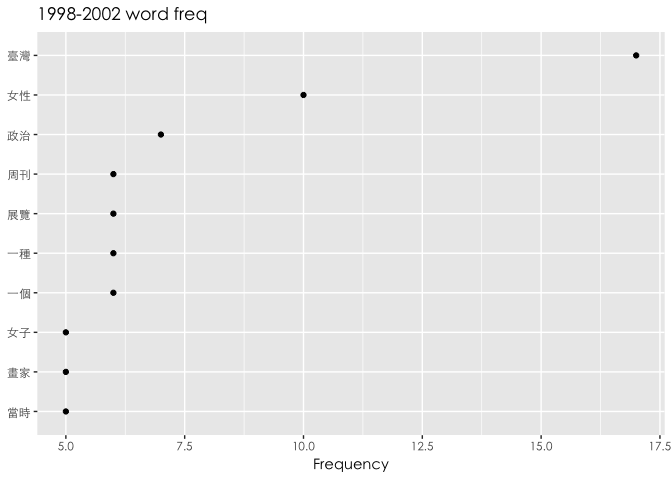 1998-2002 word freq
臺灣
女性
政治
周刊
展覽
一種
一個
女子
畫家
當時
5.0 7.5 10.0 12.5 15.0 17.5
Frequency